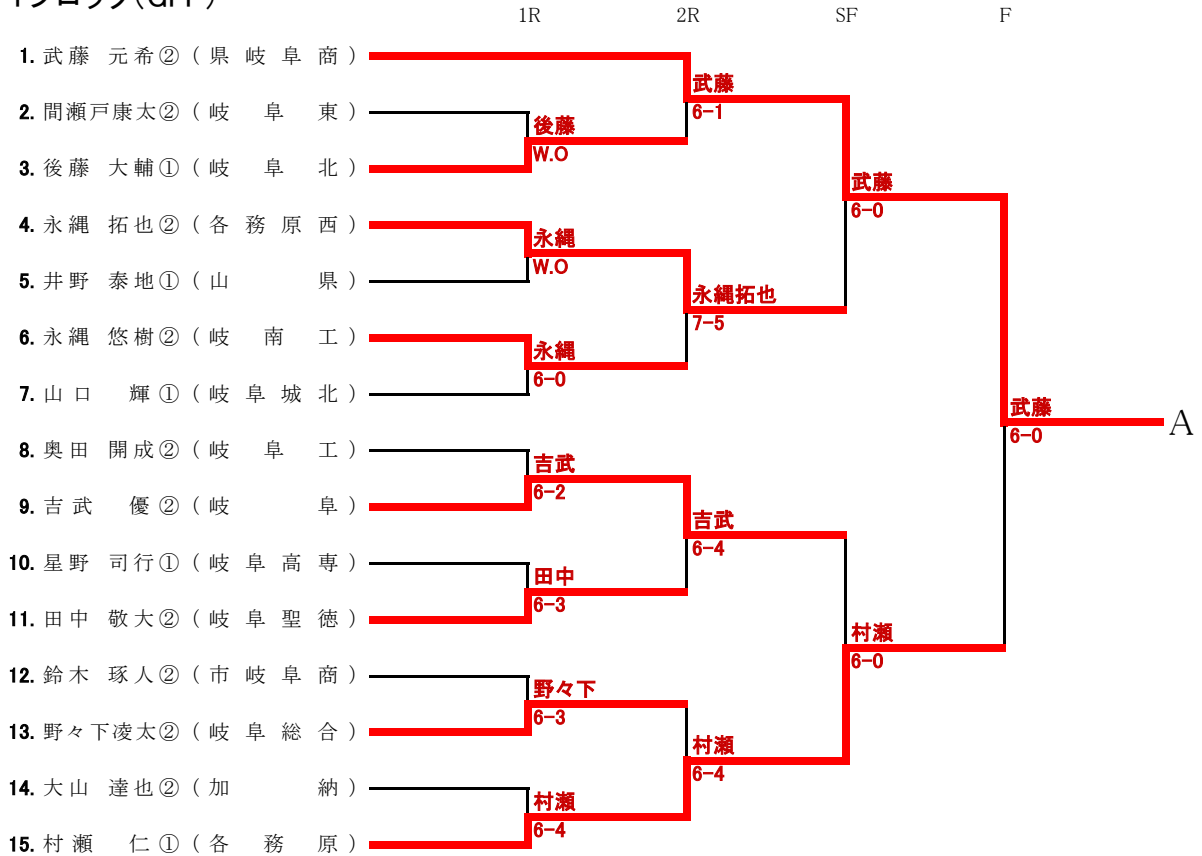 1R 2R SF F
1. 武藤 元希② (県岐阜商)
2. 間瀬戸康太② (岐阜東)
3. 後藤 大輔① (岐阜北)
4. 永縄 拓也② (各務原西)
5. 井野 泰地① (山県)
6. 永縄 悠樹② (岐南工)
7. 山口 輝① (岐阜城北)
8. 奥田 開成② (岐阜工)
9. 吉武 優② (岐阜)
10. 星野 司行① (岐阜高専)
11. 田中 敬大② (岐阜聖徳)
12. 鈴木 琢人② (市岐阜商)
13. 野々下凌太② (岐阜総合)
14. 大山 達也② (加納)
15. 村瀬 仁① (各務原)
後藤
W.O
永縄
W.O
永縄
6-0
吉武
6-2
田中
6-3
野々下
6-3
村瀬
6-4
武藤
6-1
永縄拓也
7-5
吉武
6-4
村瀬
6-4
武藤
6-0
村瀬
6-0
武藤
6-0
A